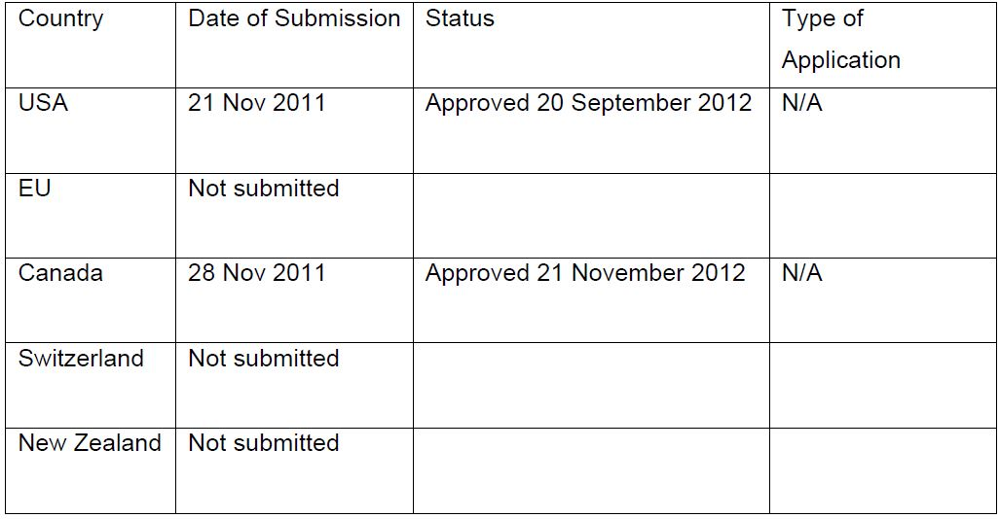 Country Date of Submission Status Type of
Application
USA 21 Nov 2011 Approved 20 September 2012 N/A
EU Not submitted
Canada 28 Nov 2011 Approved 21 November 2012 N/A
Switzerland Not submitted
New Zealand Not submitted